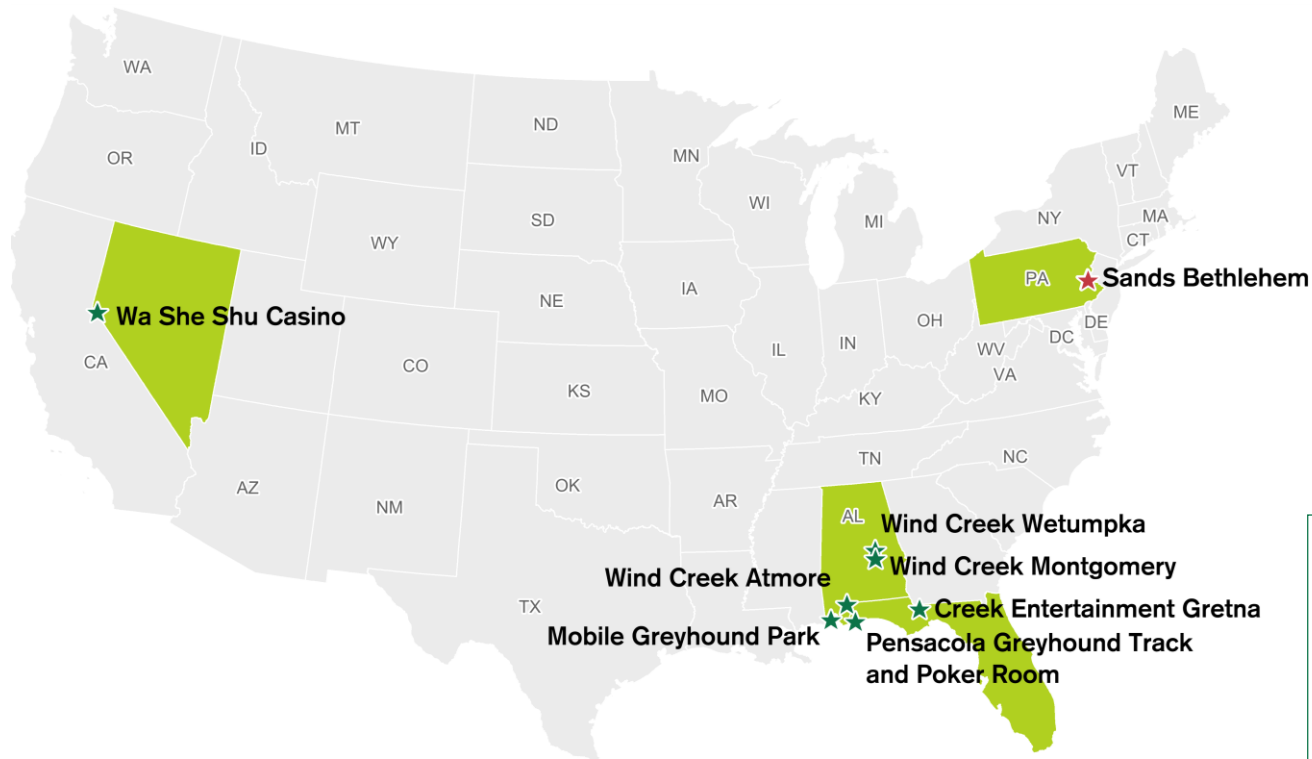 WA
MT
ND
ME
OR
ID
MN
VT
SD
WI
NY
MA
WY
MI
CT
PA
Sands Bethlehem
IA
NE
Wa She Shu Casino
OH
DE
DC
IL
IN
WV
CA
CO
VA
KS
MO
KY
TN
NC
AZ
OK
AR
NM
AL
Wind Creek Wetumpka
Wind Creek Montgomery
Wind Creek Atmore
TX
Creek Entertainment Gretna
Mobile Greyhound Park
Pensacola Greyhound Track
and Poker Room